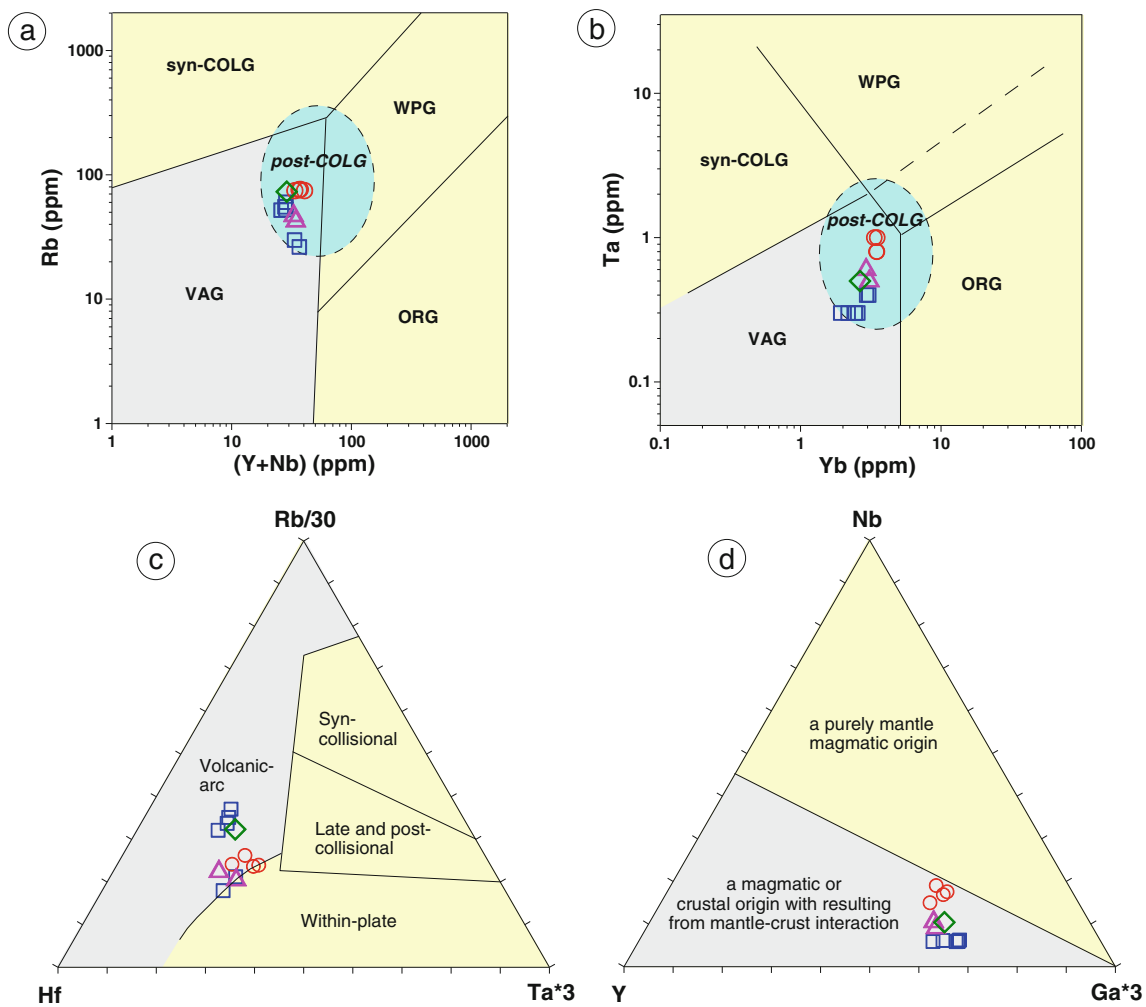 a
1000
100
10
1
Rb (ppm)
syn-COLG
WPG
post-COLG
VAG
ORG
1
10
100
1000
(Y+Nb) (ppm)
b
10
1
0.1
Ta (ppm)
WPG
syn-COLG
post-COLG
VAG
ORG
0.1
1
10
100
Yb (ppm)
c
Rb/30
Syn-
collisional
Volcanic-
arc
Late and post-
collisional
Within-plate
Hf
Ta*3
d
Nb
a purely mantle
magmatic origin
a magmatic or
crustal origin with resulting
from mantle-crust interaction
Y
Ga*3